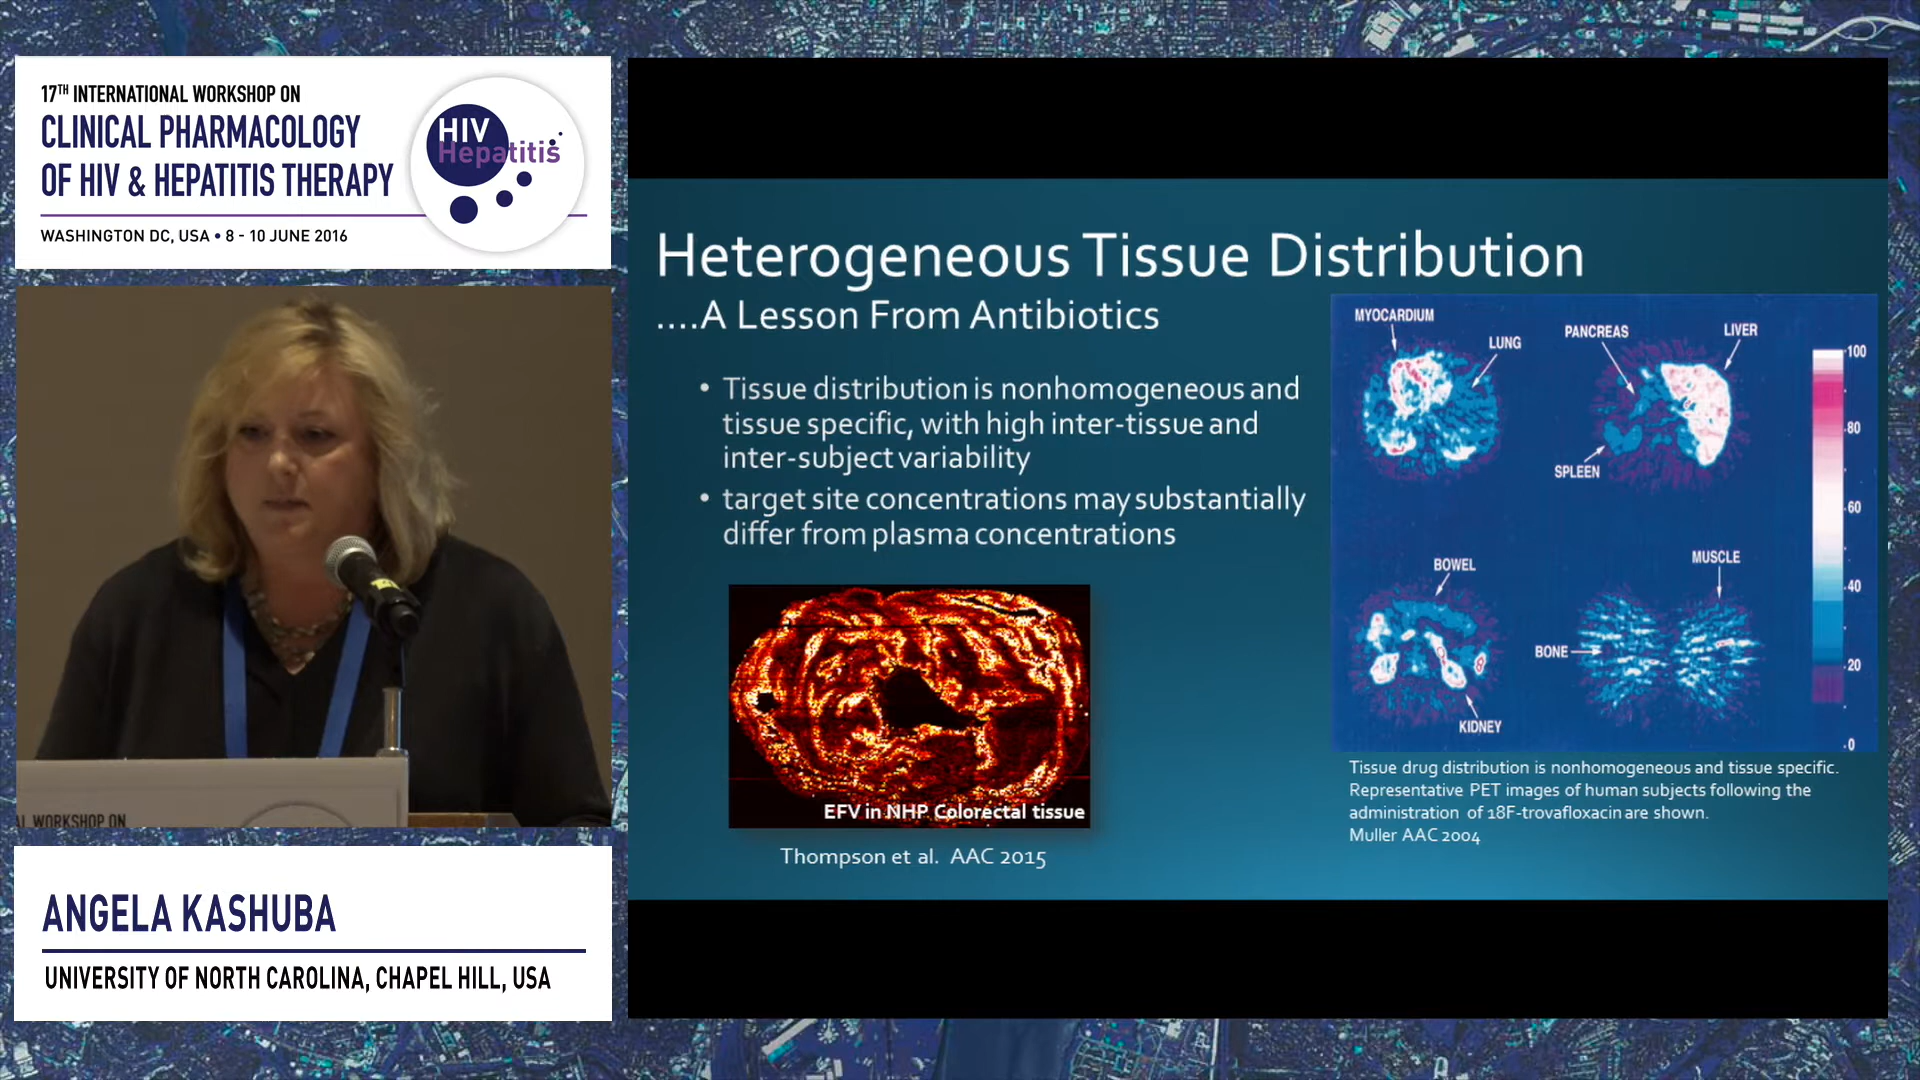 17TH INTERNATIONAL WORKSHOP ON
CLINICAL PHARMACOLOGY
OF HIV & HEPATITIS THERAPY
WASHINGTON DC, USA • 8 - 10 JUNE 2016
HIV
Hepatitis
AL WORKSHOP ON
ANGELA KASHUBA
UNIVERSITY OF NORTH CAROLINA, CHAPEL HILL, USA
Heterogeneous Tissue Distribution
....A Lesson From Antibiotics
• Tissue distribution is nonhomogeneous and
tissue specific, with high inter-tissue and
inter-subject variability
• target site concentrations may substantially
differ from plasma concentrations
EFV in NHP Colorectal tissue
Thompson et al. AAC 2015
MYOCARDIUM
LUNG
PANCREAS
LIVER
SPLEEN
BOWEL
MUSCLE
BONE
KIDNEY
100
80
60
40
20
0
Tissue drug distribution is nonhomogeneous and tissue specific.
Representative PET images of human subjects following the
administration of 18F-trovafloxacin are shown.
Muller AAC 2004